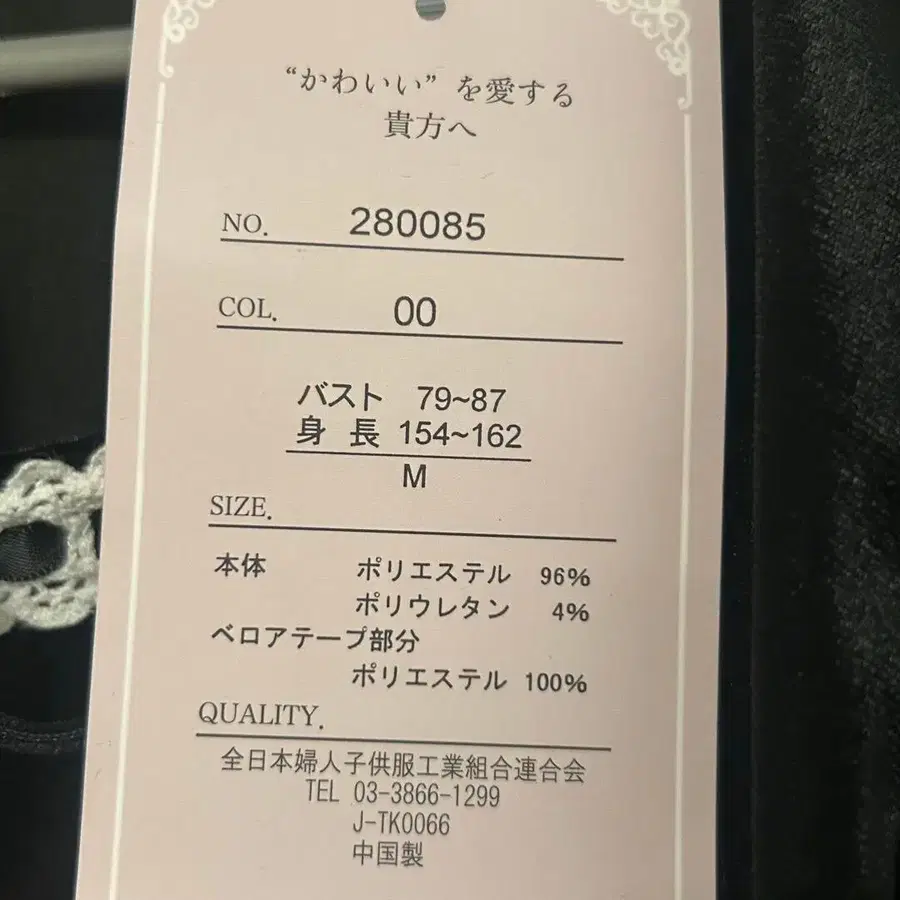 “かわいい” を愛する
貴方へ
NO. 280085
COL. 00
バスト 79~87
身 長 154~162
M
SIZE.
本体 ポリエステル 96%
ポリウレタン 4%
ベロアテープ部分
ポリエステル 100%
QUALITY.
全日本婦人子供服工業組合連合会
TEL 03-3866-1299
J-TK0066
中国製